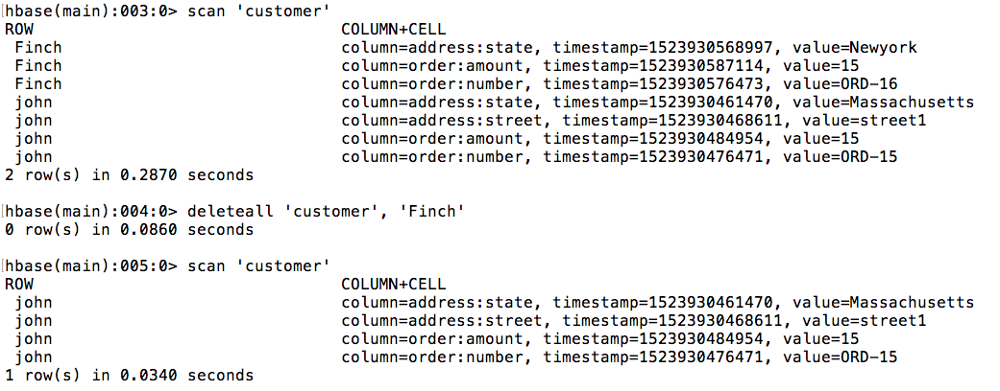 hbase(main):003:0> scan 'customer'
ROW COLUMN+CELL
Finch column=address:state, timestamp=1523930568997, value=Newyork
Finch column=order:amount, timestamp=1523930587114, value=15
Finch column=order:number, timestamp=1523930576473, value=ORD-16
john column=address:state, timestamp=1523930461470, value=Massachusetts
john column=address:street, timestamp=1523930468611, value=street1
john column=order:amount, timestamp=1523930484954, value=15
john column=order:number, timestamp=1523930476471, value=ORD-15
2 row(s) in 0.2870 seconds
hbase(main):004:0> deleteall 'customer', 'Finch'
0 row(s) in 0.0860 seconds
hbase(main):005:0> scan 'customer'
ROW COLUMN+CELL
john column=address:state, timestamp=1523930461470, value=Massachusetts
john column=address:street, timestamp=1523930468611, value=street1
john column=order:amount, timestamp=1523930484954, value=15
john column=order:number, timestamp=1523930476471, value=ORD-15
1 row(s) in 0.0340 seconds